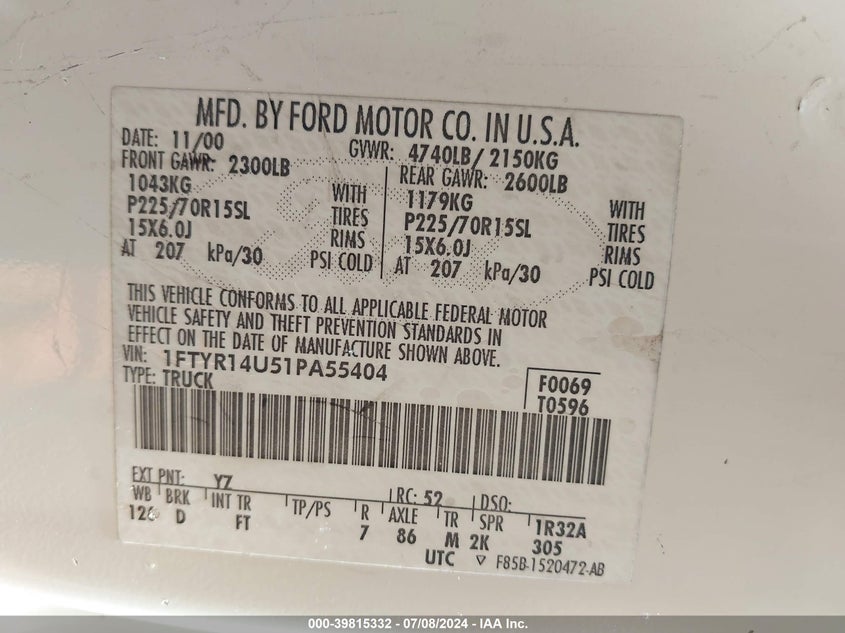 MFD. BY FORD MOTOR CO. IN U.S.A.
DATE: 11/00 GVWR: 4740LB/ 2150KG
FRONT GAWR: 2300LB REAR GAWR: 2600LB
1043KG WITH 1179KG WITH
P225/70R15SL TIRES P225/70R15SL TIRES
15X6.0J RIMS 15X6.0J RIMS
AT 207 kPa/30 PSI COLD AT 207 kPa/30 PSI COLD
THIS VEHICLE CONFORMS TO ALL APPLICABLE FEDERAL MOTOR
VEHICLE SAFETY AND THEFT PREVENTION STANDARDS IN
EFFECT ON THE DATE OF MANUFACTURE SHOWN ABOVE.
VIN: 1FTYR14U51PA55404 F0069
TYPE: TRUCK T0596
EXT PNT: YZ RC: 52 DSO:
WB BRK INT TR TP/PS R AXLE TR SPR 1R32A
126 D FT 7 86 M 2K 305
UTC ▽ F85B-1520472-AB
000-39815332 - 07/08/2024 - IAA Inc.